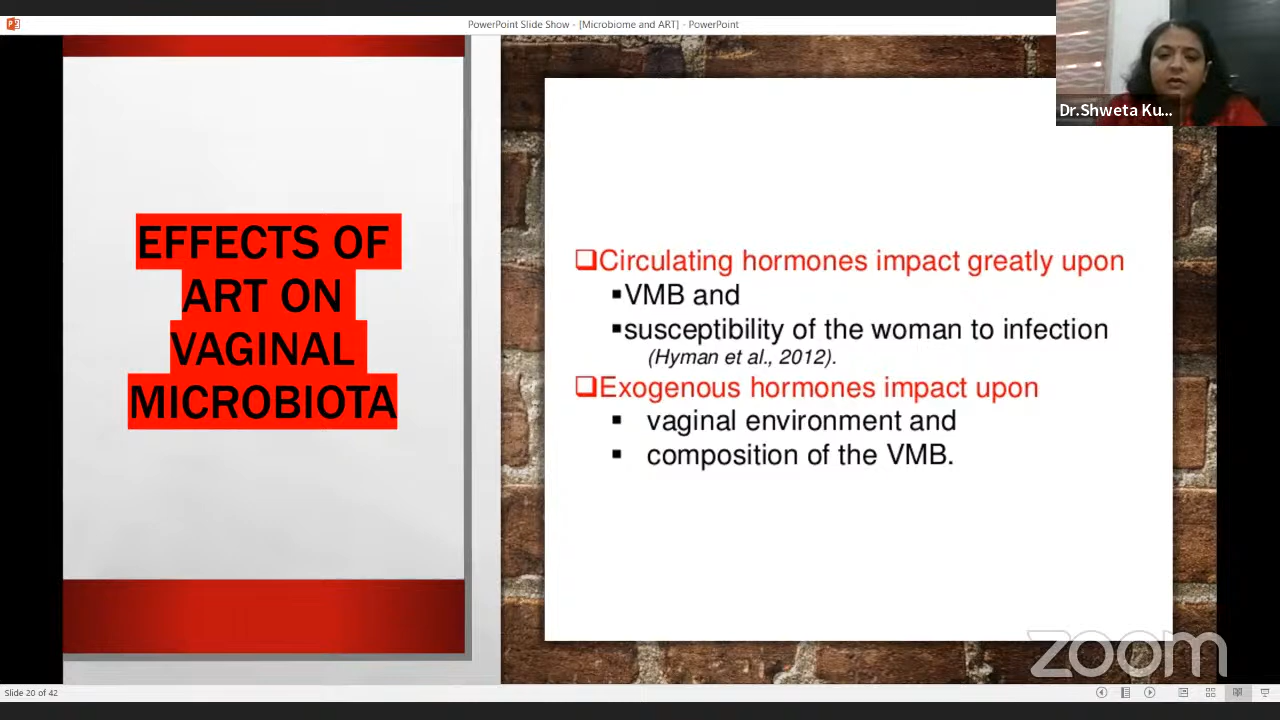 PowerPoint Slide Show - [Microbiome and ART] - PowerPoint
Dr.Shweta Ku...
EFFECTS OF
ART ON
VAGINAL
MICROBIOTA
❑Circulating hormones impact greatly upon
▪VMB and
▪susceptibility of the woman to infection
(Hyman et al., 2012).
❑Exogenous hormones impact upon
▪ vaginal environment and
▪ composition of the VMB.
zoom
Slide 20 of 42